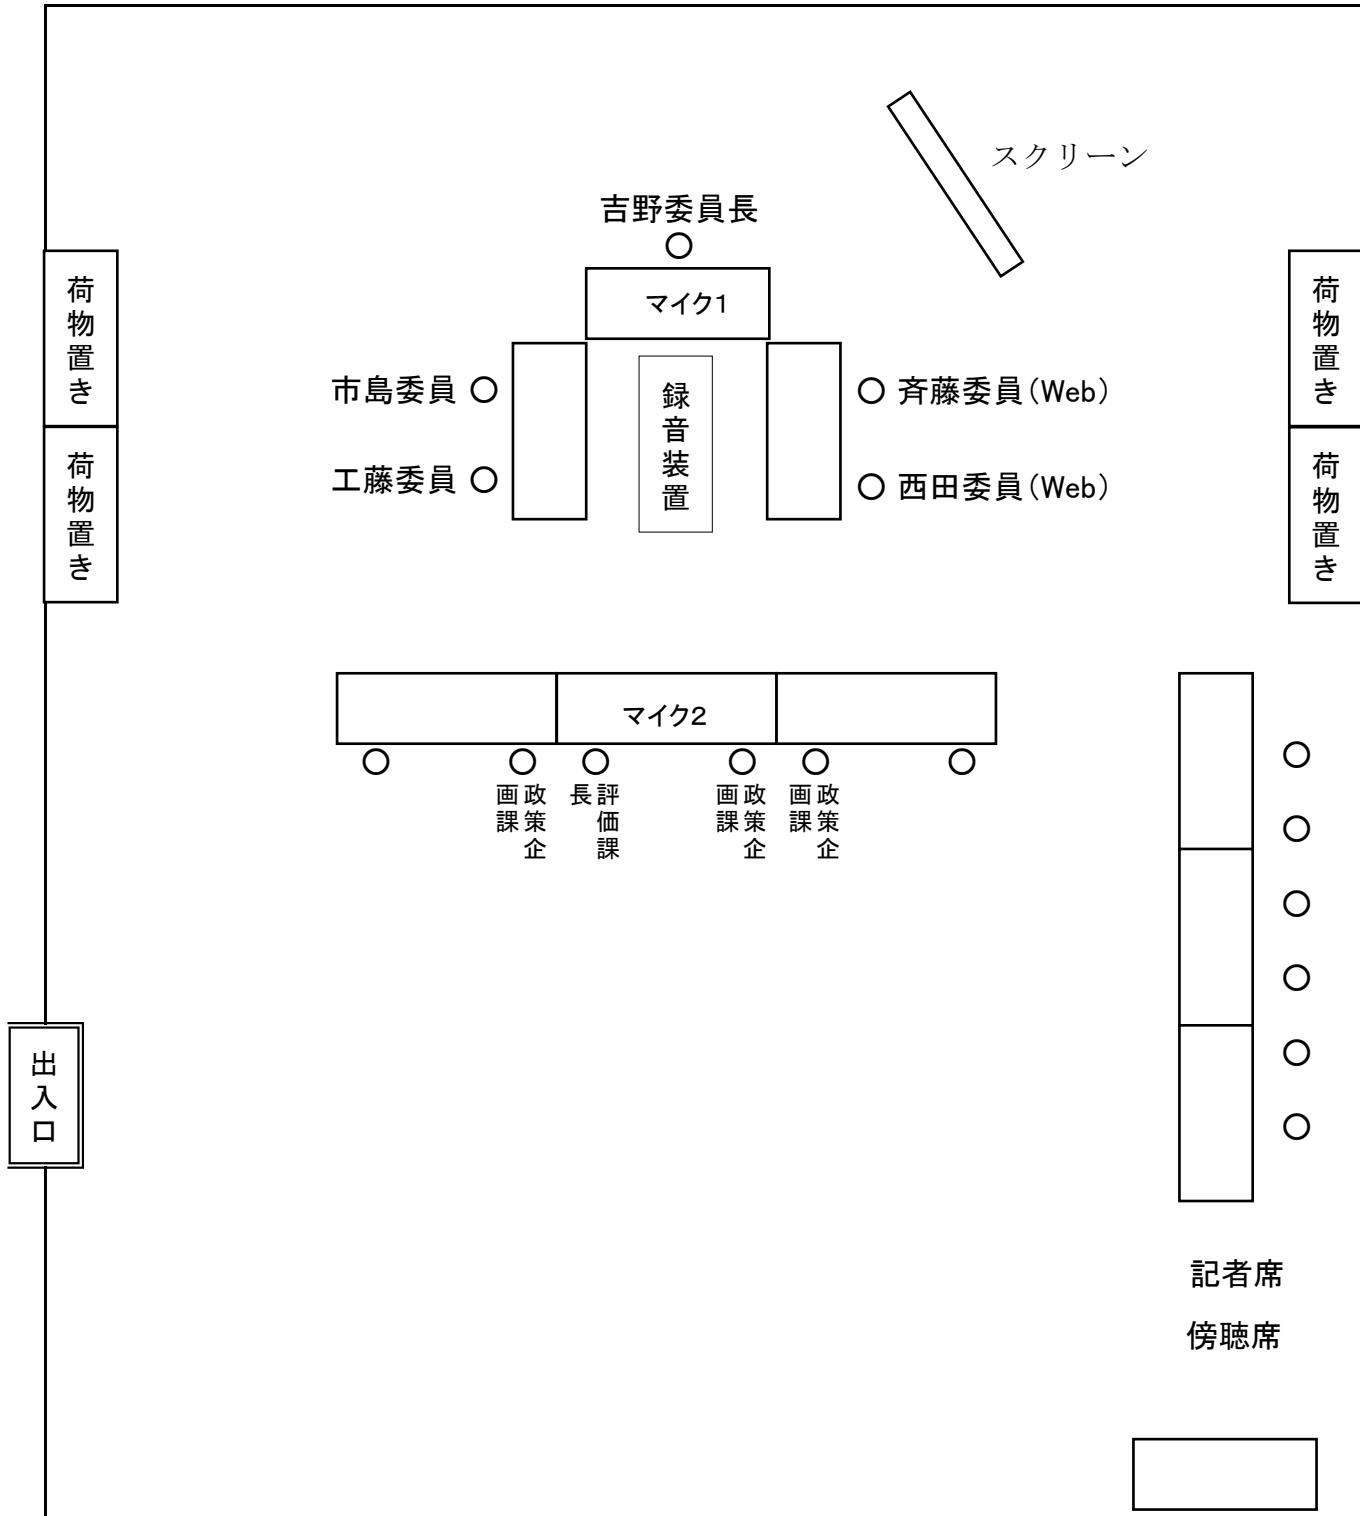 スクリーン
吉野委員長
マイク1
荷物置き
荷物置き
荷物置き
荷物置き
市島委員
録音装置
斉藤委員(Web)
工藤委員
西田委員(Web)
マイク2
政策企
画課
評価課
長
政策企
画課
政策企
画課
出入口
記者席
傍聴席